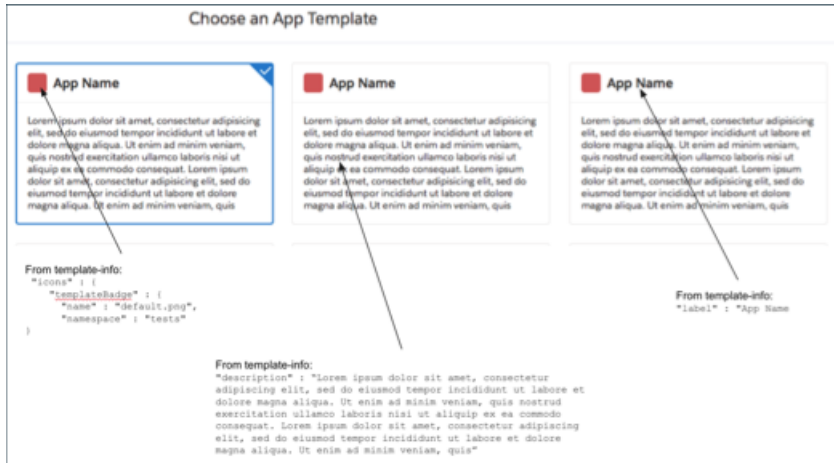 Choose an App Template
App Name
Lorem ipsum dolor sit amet, consectetur adipisicing
elit, sed do eiusmod tempor incididunt ut labore et
dolore magna aliqua. Ut enim ad minim veniam,
quis nostrud exercitation ullamco laboris nisi ut
aliquip ex ea commodo consequat. Lorem ipsum
dolor sit amet, consectetur adipisicing elit, sed do
eiusmod tempor incididunt ut labore et dolore
magna aliqua. Ut enim ad minim veniam, quis
App Name
Lorem ipsum dolor sit amet, consectetur adipisicing
elit, sed do eiusmod tempor incididunt ut labore et
dolore magna aliqua. Ut enim ad minim veniam,
quis nostrud exercitation ullamco laboris nisi ut
aliquip ex ea commodo consequat. Lorem ipsum
dolor sit amet, consectetur adipisicing elit, sed do
eiusmod tempor incididunt ut labore et dolore
magna aliqua. Ut enim ad minim veniam, quis
App Name
Lorem ipsum dolor sit amet, consectetur adipisicing
elit, sed do eiusmod tempor incididunt ut labore et
dolore magna aliqua. Ut enim ad minim veniam,
quis nostrud exercitation ullamco laboris nisi ut
aliquip ex ea commodo consequat. Lorem ipsum
dolor sit amet, consectetur adipisicing elit, sed do
eiusmod tempor incididunt ut labore et dolore
magna aliqua. Ut enim ad minim veniam, quis
From template-info:
"icons" : {
"templateBadge" : {
"name" : "default.png",
"namespace" : "tests"
}
From template-info:
"label" : "App Name
From template-info:
"description" : "Lorem ipsum dolor sit amet, consectetur
adipiscing elit, sed do eiusmod tempor incididunt ut labore et
dolore magna aliqua. Ut enim ad minim veniam, quis nostrud
exercitation ullamco laboris nisi ut aliquip ex ea commodo
consequat. Lorem ipsum dolor sit amet, consectetur adipiscing
elit, sed do eiusmod tempor incididunt ut labore et dolore
magna aliqua. Ut enim ad minim veniam, quis"